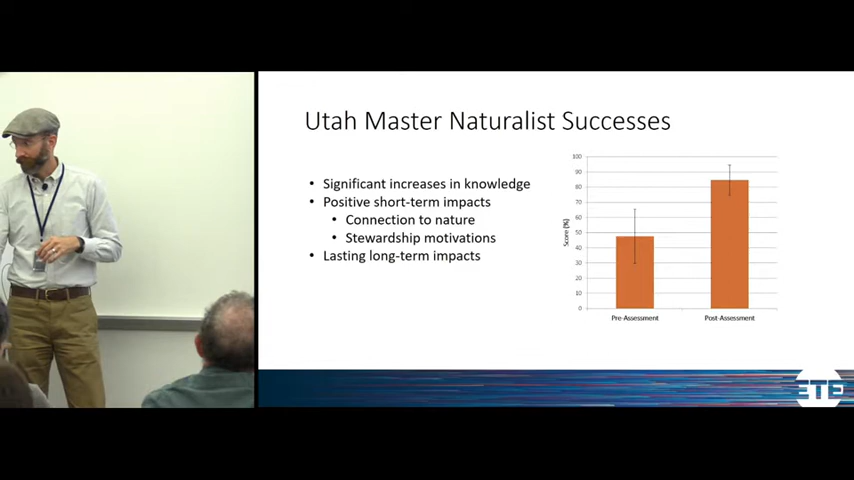 Utah Master Naturalist Successes
• Significant increases in knowledge
• Positive short-term impacts
• Connection to nature
• Stewardship motivations
• Lasting long-term impacts
100
90
80
70
60
50
40
30
20
10
0
Score (%)
Pre-Assessment
Post-Assessment
ETE